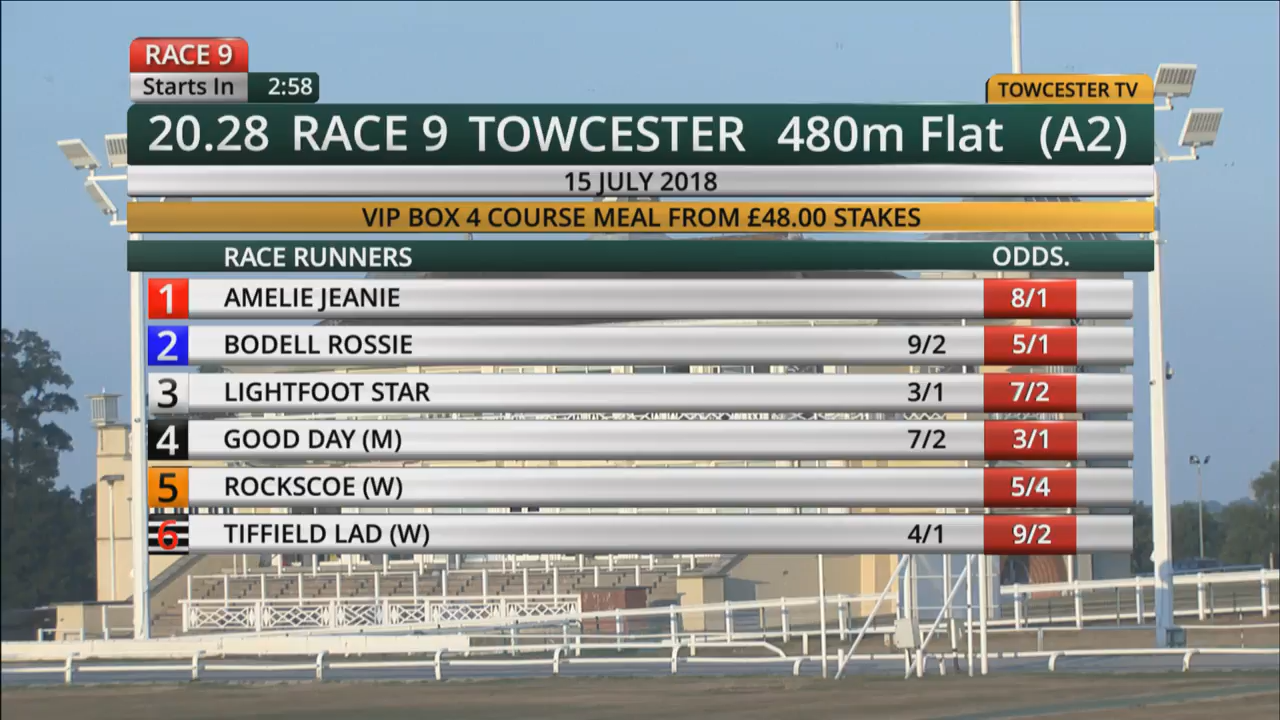 RACE 9
Starts In 2:58
TOWCESTER TV
20.28 RACE 9 TOWCESTER 480m Flat (A2)
15 JULY 2018
VIP BOX 4 COURSE MEAL FROM £48.00 STAKES
RACE RUNNERS ODDS.
1 AMELIE JEANIE 8/1
2 BODELL ROSSIE 9/2 5/1
3 LIGHTFOOT STAR 3/1 7/2
4 GOOD DAY (M) 7/2 3/1
5 ROCKSCOE (W) 5/4
6 TIFFIELD LAD (W) 4/1 9/2